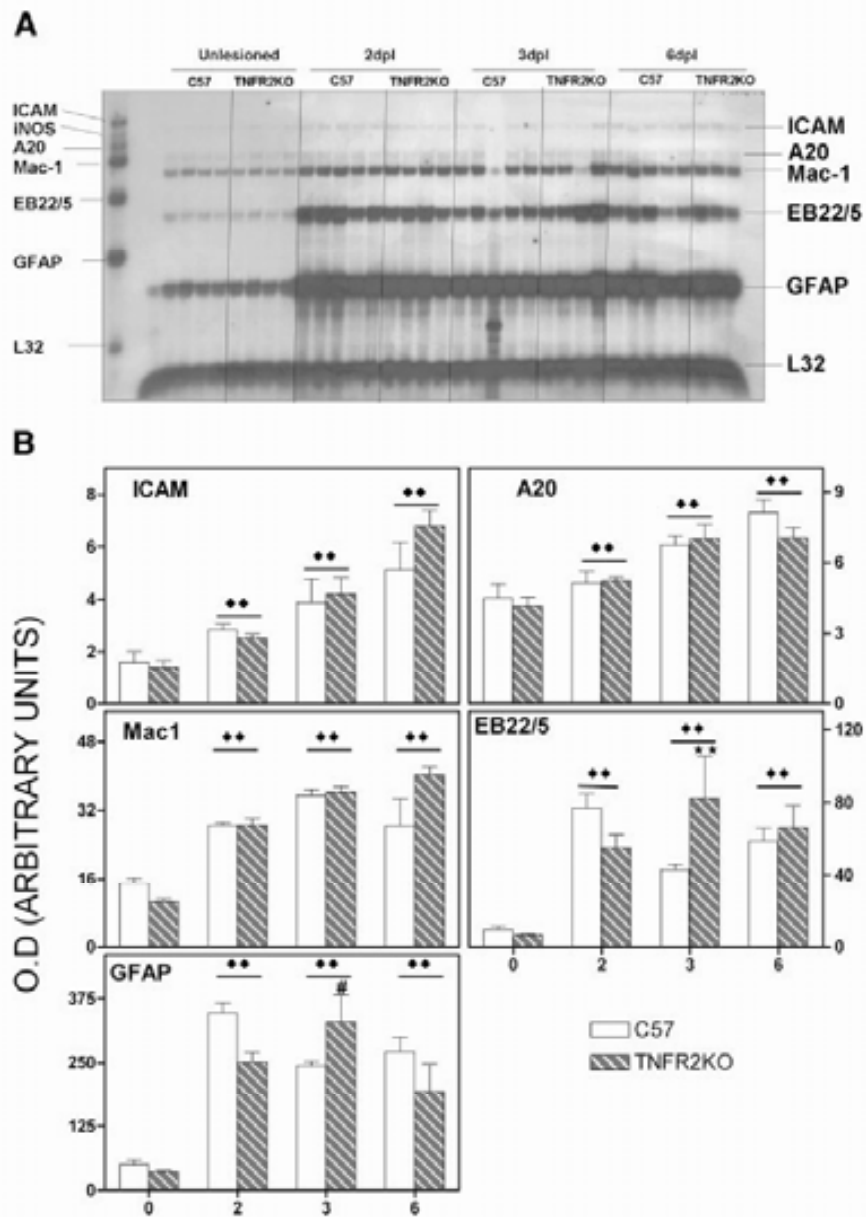 A
Unlesioned 2dpl 3dpl 6dpl
C57 TNFR2KO C57 TNFR2KO C57 TNFR2KO C57 TNFR2KO
ICAM
iNOS
A20
Mac-1
EB22/5
GFAP
L32
ICAM
A20
Mac-1
EB22/5
GFAP
L32
B
O.D (ARBITRARY UNITS)
ICAM
8
6
4
2
0
A20
9
6
3
0
Mac1
48
32
16
0
EB22/5
**
120
80
40
0
0 2 3 6
GFAP
#
375
250
125
0
0 2 3 6
C57
TNFR2KO